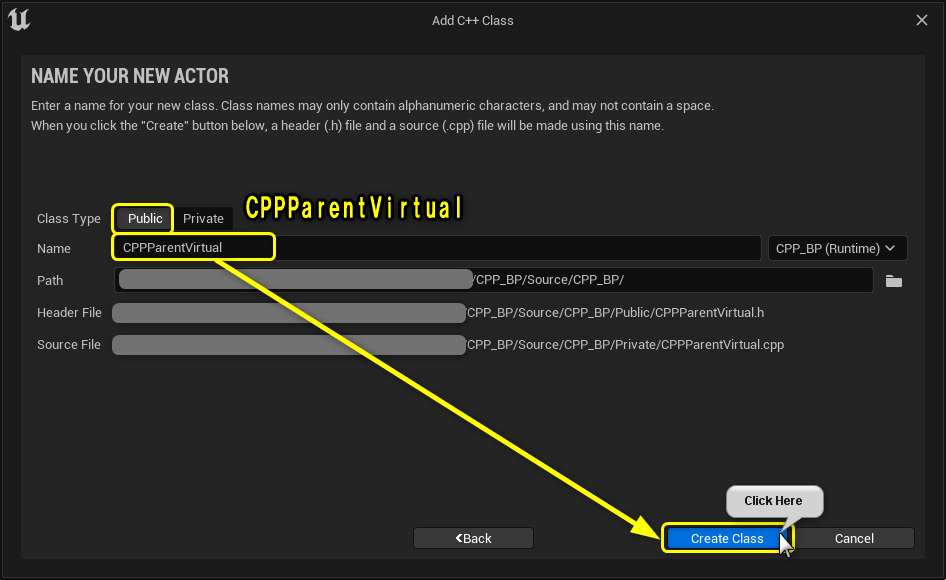 Add C++ Class
NAME YOUR NEW ACTOR
Enter a name for your new class. Class names may only contain alphanumeric characters, and may not contain a space.
When you click the "Create" button below, a header (.h) file and a source (.cpp) file will be made using this name.
CPPParentVirtual
Class Type Public Private
Name CPPParentVirtual CPP_BP (Runtime)
Path /CPP_BP/Source/CPP_BP/
Header File /CPP_BP/Source/CPP_BP/Public/CPPParentVirtual.h
Source File /CPP_BP/Source/CPP_BP/Private/CPPParentVirtual.cpp
Click Here
Back Create Class Cancel